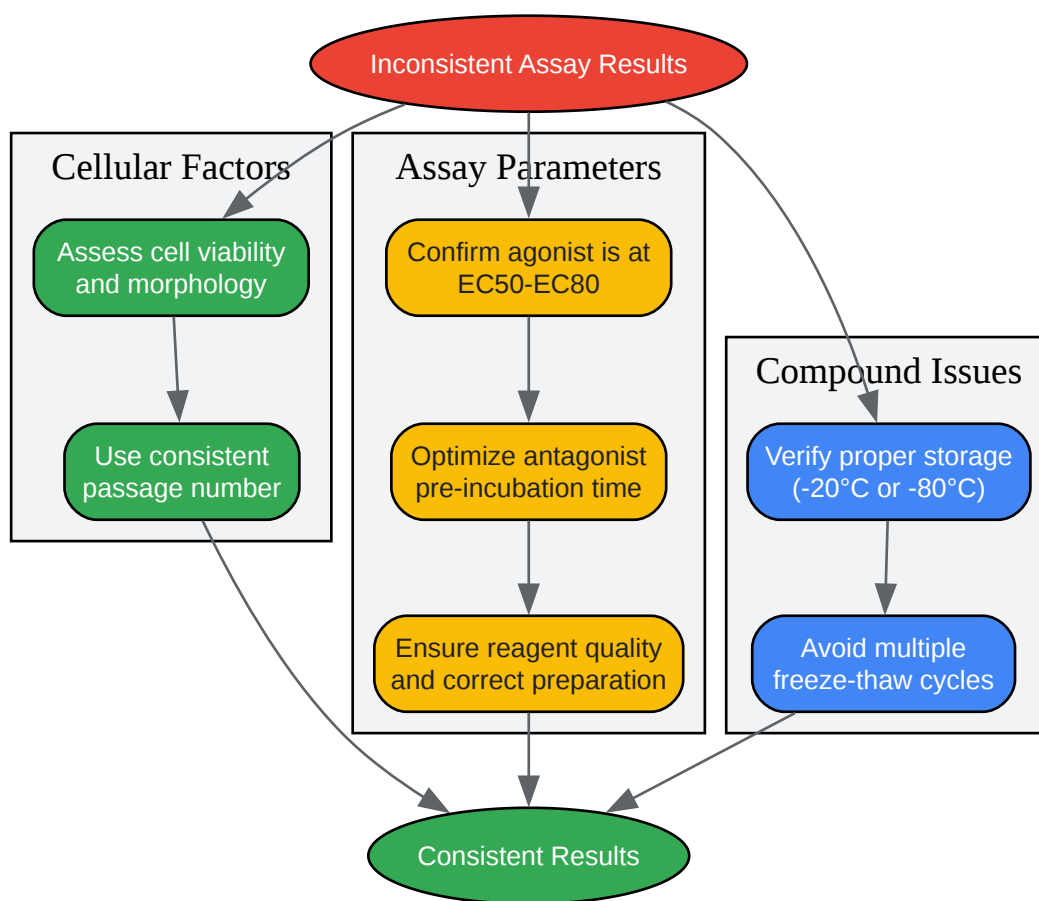 Inconsistent Assay Results
Cellular Factors
Assess cell viability
and morphology
Use consistent
passage number
Assay Parameters
Confirm agonist is at
EC50-EC80
Optimize antagonist
pre-incubation time
Ensure reagent quality
and correct preparation
Compound Issues
Verify proper storage
(-20°C or -80°C)
Avoid multiple
freeze-thaw cycles
Consistent Results